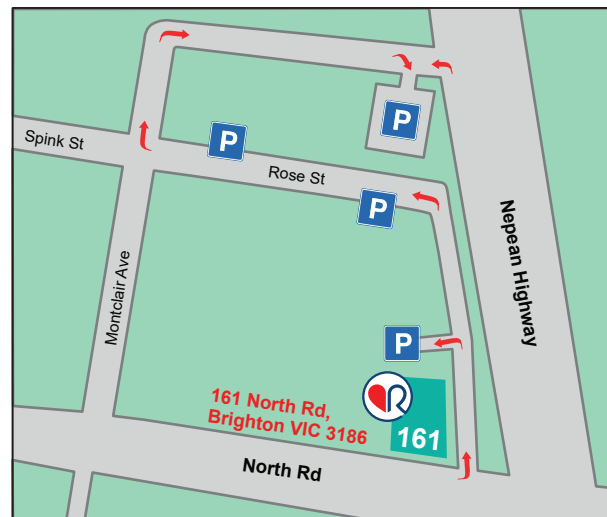 P
Spink St
P
Rose St
P
Nepean Highway
Montclair Ave
P
161 North Rd,
Brighton VIC 3186
R
161
North Rd